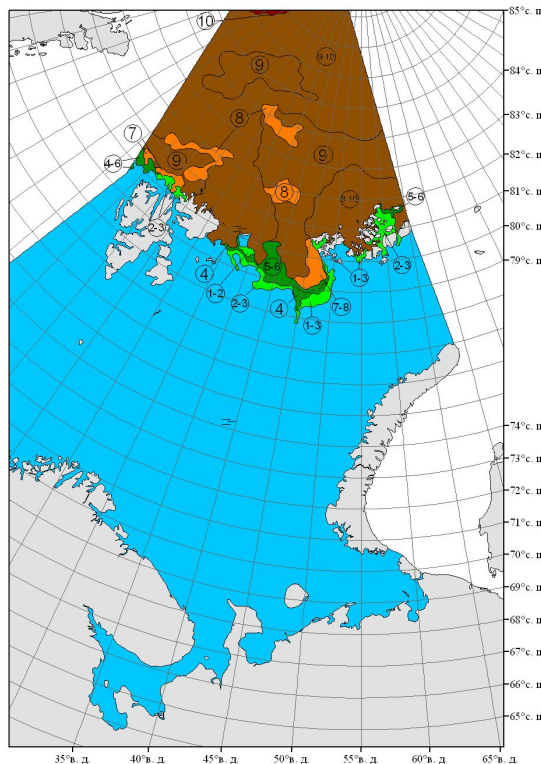 10
85°с. ш
9
9-10
84°с. ш
8
83°с. ш
7
9
9
82°с. ш
4-6
8
9-10
5-6
81°с. ш
2-3
80°с. ш
4
5-6
1-3
2-3
79°с. ш
1-2
2-3
4
1-3
7-8
74°с. ш
73°с. ш
72°с. ш
71°с. ш
70°с. ш
69°с. ш
68°с. ш
67°с. ш
66°с. ш
65°с. ш
35°в. д.
40°в. д.
45°в. д.
50°в. д.
55°в. д.
60°в. д.
65°в. д.